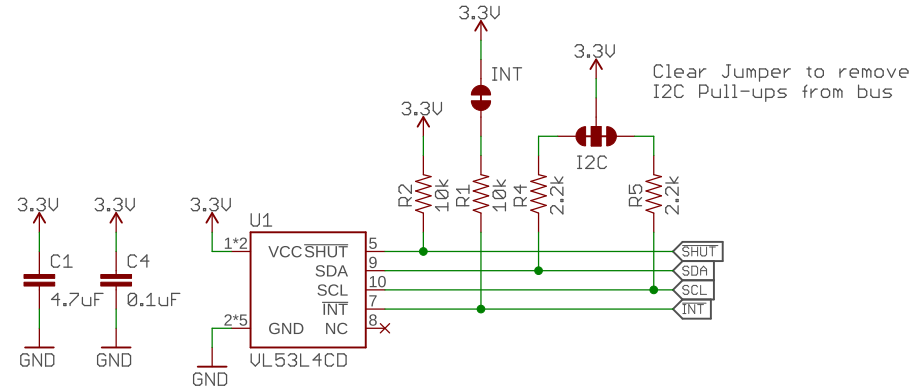 3.3V
INT
3.3V
Clear Jumper to remove
I2C Pull-ups from bus
3.3V
I2C
R2
10k
R1
10k
R4
2.2k
R5
2.2k
3.3V
3.3V
3.3V
U1
C1
4.7uF
C4
0.1uF
1*2
VCC
SHUT
5
SHUT
SDA
9
SDA
SCL
10
SCL
INT
7
INT
2*5
GND
NC
8
VL53L4CD
GND
GND
GND